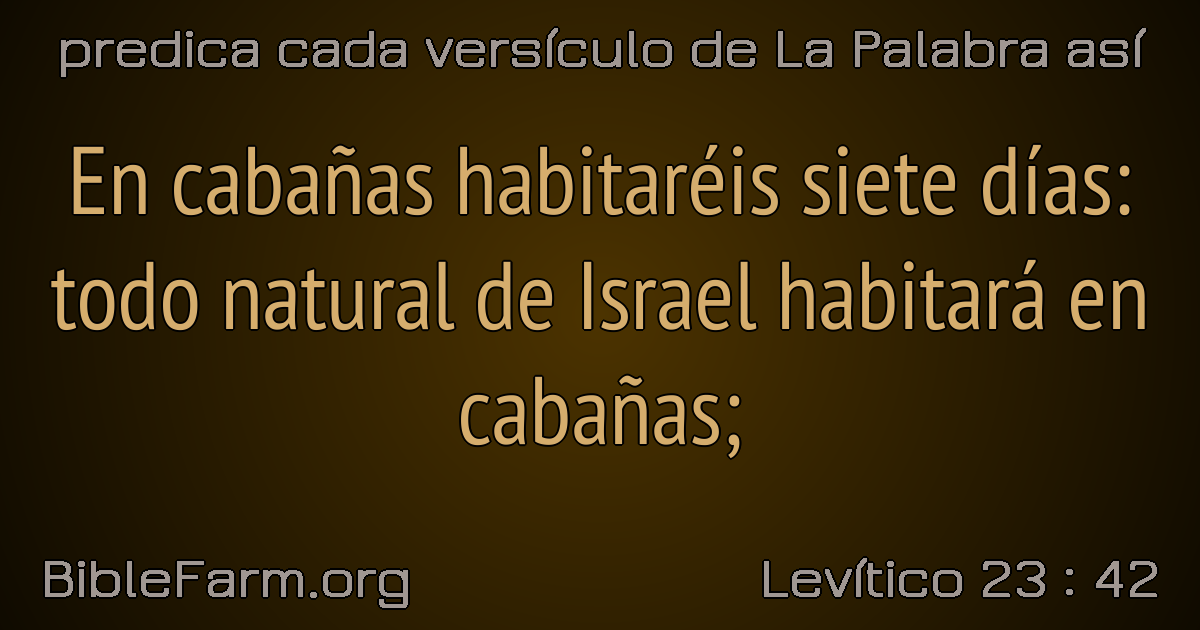 predica cada versículo de La Palabra así
En cabañas habitaréis siete días:
todo natural de Israel habitará en
cabañas;
BibleFarm.org
Levítico 23 : 42